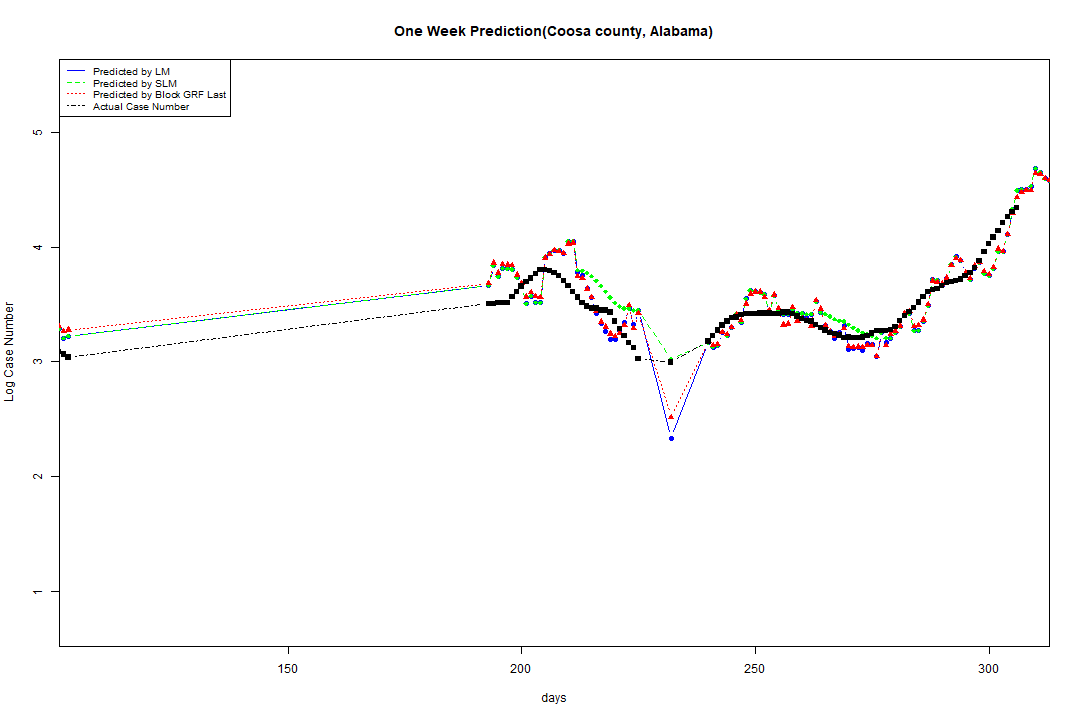 One Week Prediction(Coosa county, Alabama)
Predicted by LM
Predicted by SLM
Predicted by Block GRF Last
Actual Case Number
5
4
3
2
1
Log Case Number
150
200
250
300
days